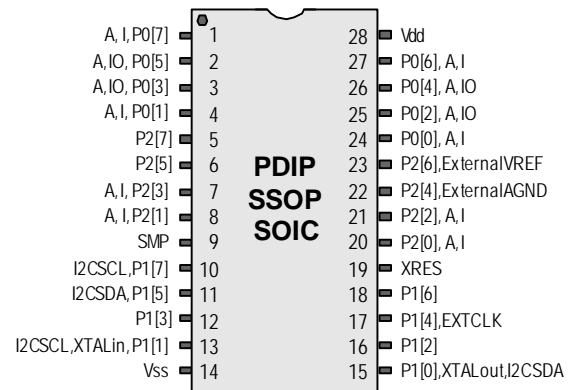 A, I, P0[7] 1 28 Vdd
A, IO, P0[5] 2 27 P0[6], A, I
A, IO, P0[3] 3 26 P0[4], A, IO
A, I, P0[1] 4 25 P0[2], A, IO
P2[7] 5 24 P0[0], A, I
P2[5] 6 PDIP 23 P2[6],ExternalVREF
A, I, P2[3] 7 SSOP 22 P2[4],ExternalAGND
A, I, P2[1] 8 SOIC 21 P2[2], A, I
SMP 9 20 P2[0], A, I
I2CSCL,P1[7] 10 19 XRES
I2CSDA, P1[5] 11 18 P1[6]
P1[3] 12 17 P1[4],EXTCLK
I2CSCL,XTALin, P1[1] 13 16 P1[2]
Vss 14 15 P1[0],XTALout,I2CSDA